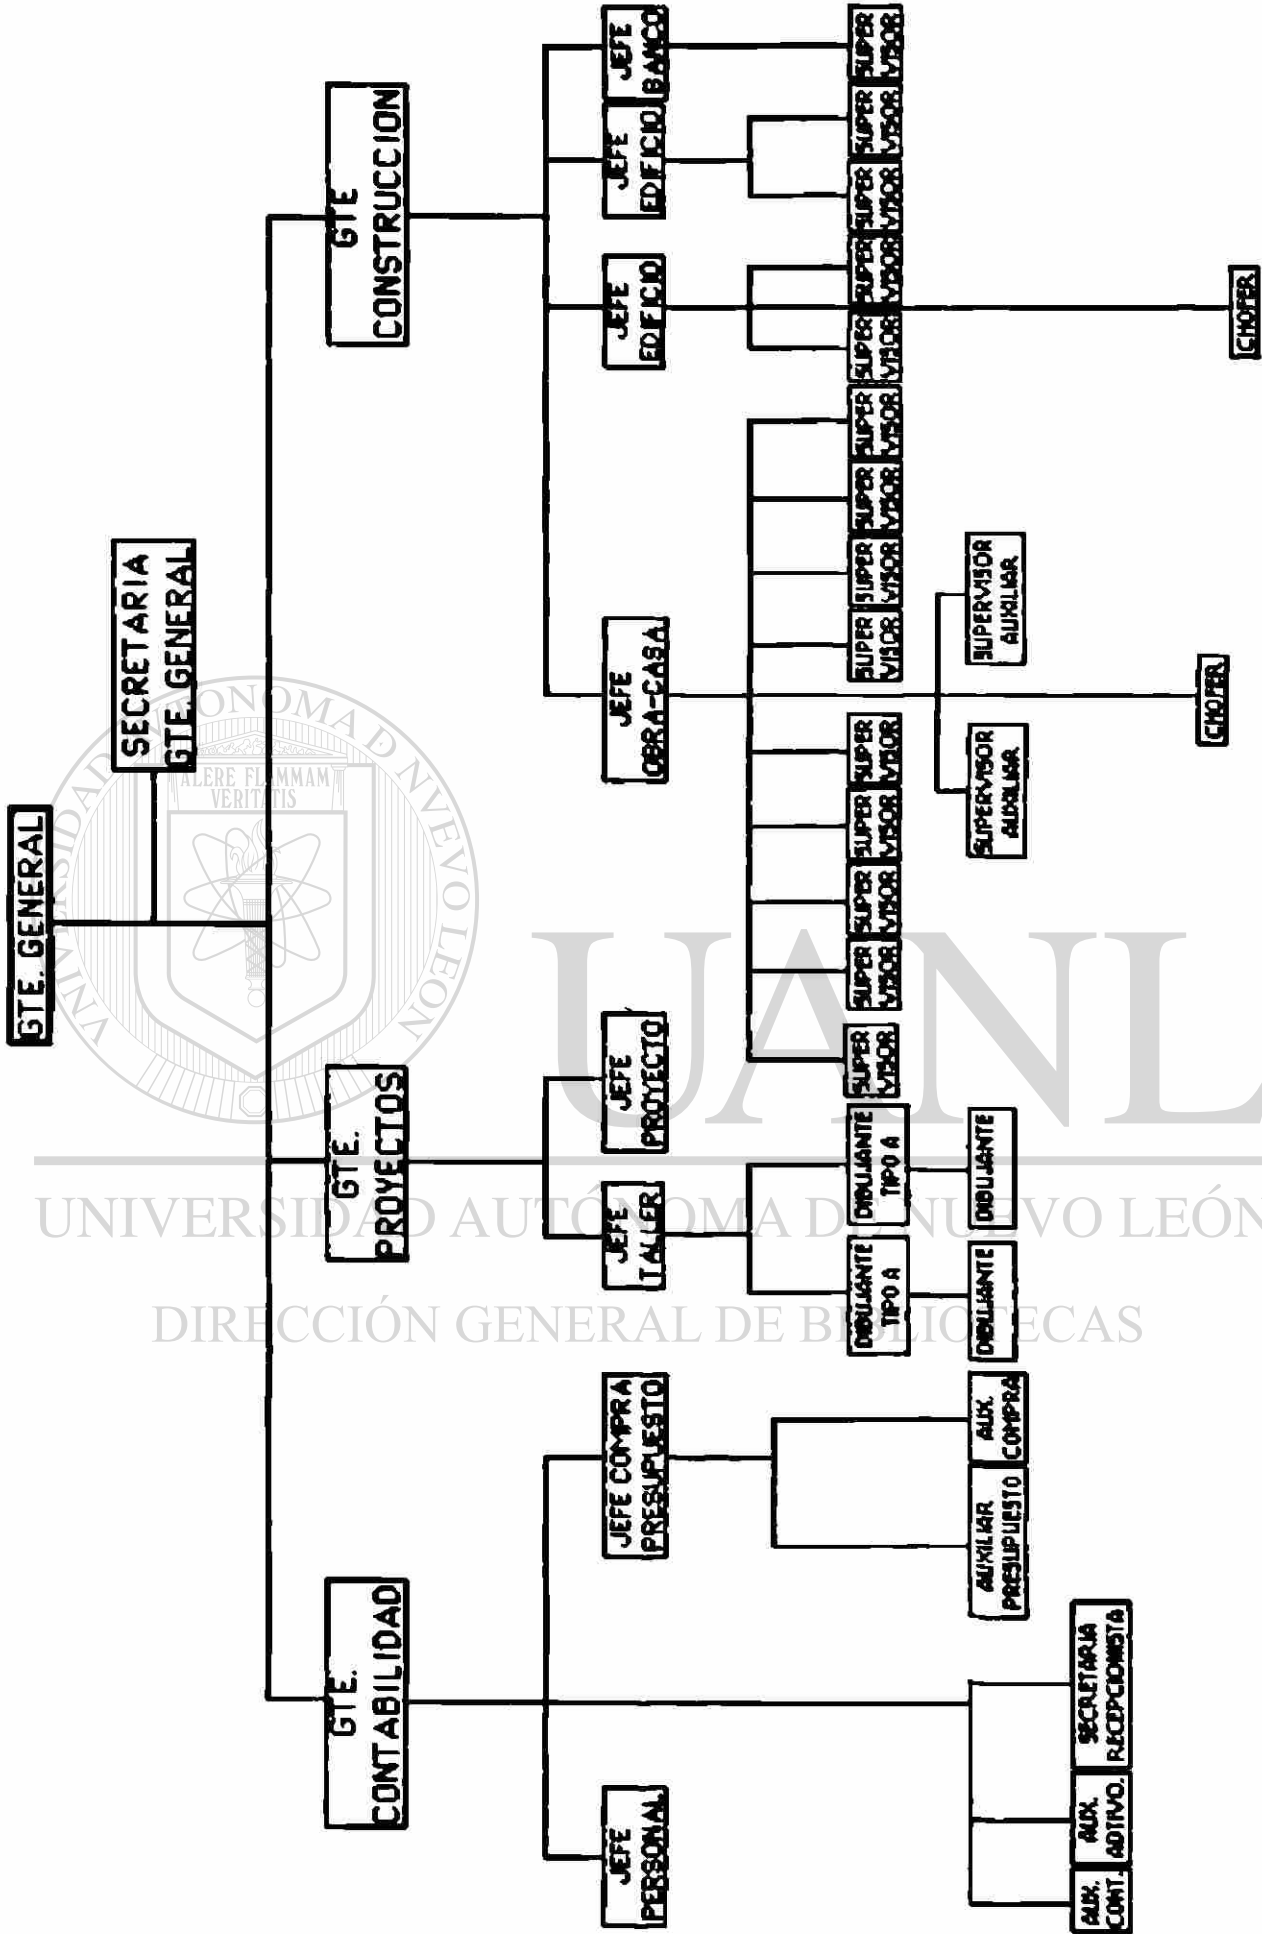 GTE. GENERAL
SECRETARIA
GTE. GENERAL
GTE.
CONTABILIDAD
GTE.
PROYECTOS
GTE
CONSTRUCCION
JEFE
PERSONAL
JEFE COMPRA
PRESUPUESTO
JEFE
TALLER
JEFE
PROYECTO
JEFE
OBRA-CASA
JEFE
EDIFICIO
JEFE
EDIFICIO
JEFE
BANCO
DIBUJANTE
TIPO A
DIBUJANTE
TIPO A
SUPER
VISOR
SUPER
VISOR
SUPER
VISOR
SUPER
VISOR
SUPER
VISOR
SUPER
VISOR
SUPER
VISOR
SUPER
VISOR
SUPER
VISOR
SUPER
VISOR
SUPER
VISOR
SUPER
VISOR
SUPER
VISOR
SUPER
VISOR
AUXILIAR
PRESUPUESTO
AUX.
COMPRA
DIBUJANTE
DIBUJANTE
SUPERVISOR
AUXILIAR
SUPERVISOR
AUXILIAR
AUX.
CONT.
AUX.
ADTIVO.
SECRETARIA
RECEPCIONISTA
CHOFER
CHOFER
ALERE FLAMMAM
VERITATIS
UANL
UNIVERSIDAD AUTÓNOMA DE NUEVO LEÓN
DIRECCIÓN GENERAL DE BIBLIOTECAS